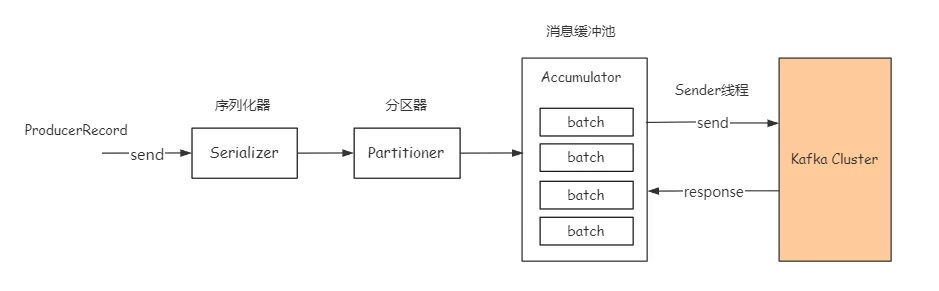 消息缓冲池
Accumulator
序列化器
分区器
Sender线程
ProducerRecord
send
Serializer
Partitioner
batch
batch
batch
batch
send
response
Kafka Cluster